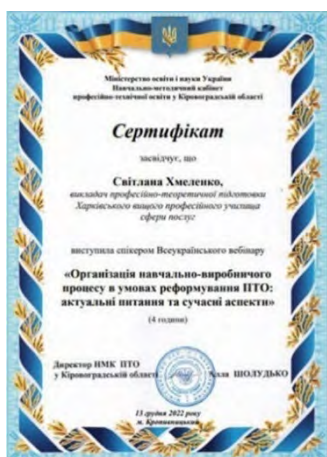 Міністерство освіти і науки України
Навчально-методичний кабінет
професійно-технічної освіти у Кіровоградській області
Сертифікат
засвідчує, що
Світлана Хмеленко,
викладач професійно-теоретичної підготовки
Харківського вищого професійного училища
сфери послуг
виступила спікером Всеукраїнського вебінару
«Організація навчально-виробничого
процесу в умовах реформування ПТО:
актуальні питання та сучасні аспекти»
(4 години)
Директор НМК ПТО
у Кіровоградській області
ШОЛУДЬКО
13 грудня 2022 року
м. Кропивницький